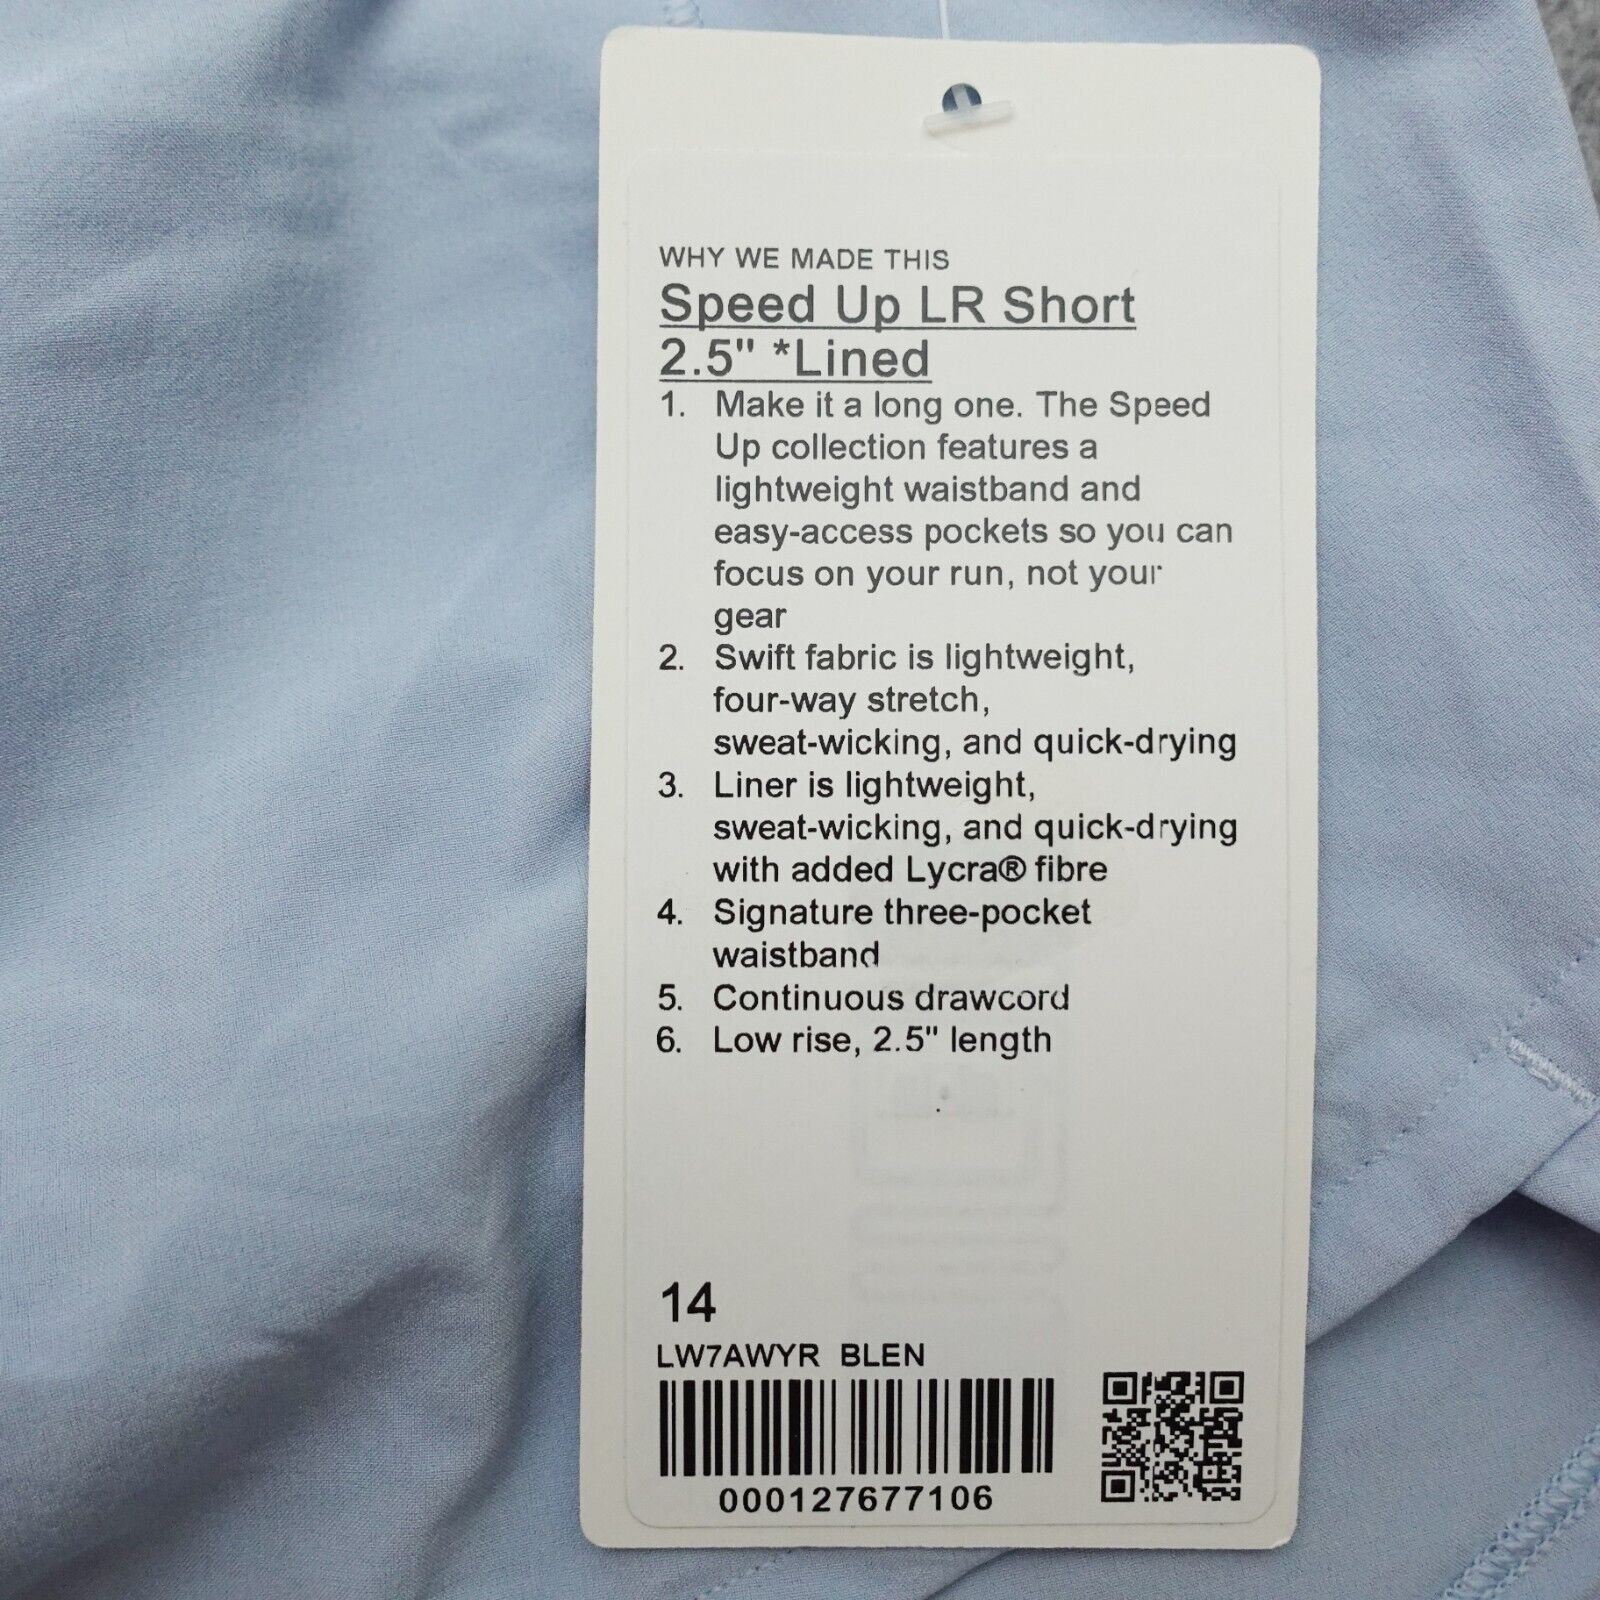 WHY WE MADE THIS
Speed Up LR Short
2.5" *Lined
1. Make it a long one. The Speed
Up collection features a
lightweight waistband and
easy-access pockets so you can
focus on your run, not your
gear
2. Swift fabric is lightweight,
four-way stretch,
sweat-wicking, and quick-drying
3. Liner is lightweight,
sweat-wicking, and quick-drying
with added Lycra® fibre
4. Signature three-pocket
waistband
5. Continuous drawcord
6. Low rise, 2.5" length
14
LW7AWYR BLEN
000127677106